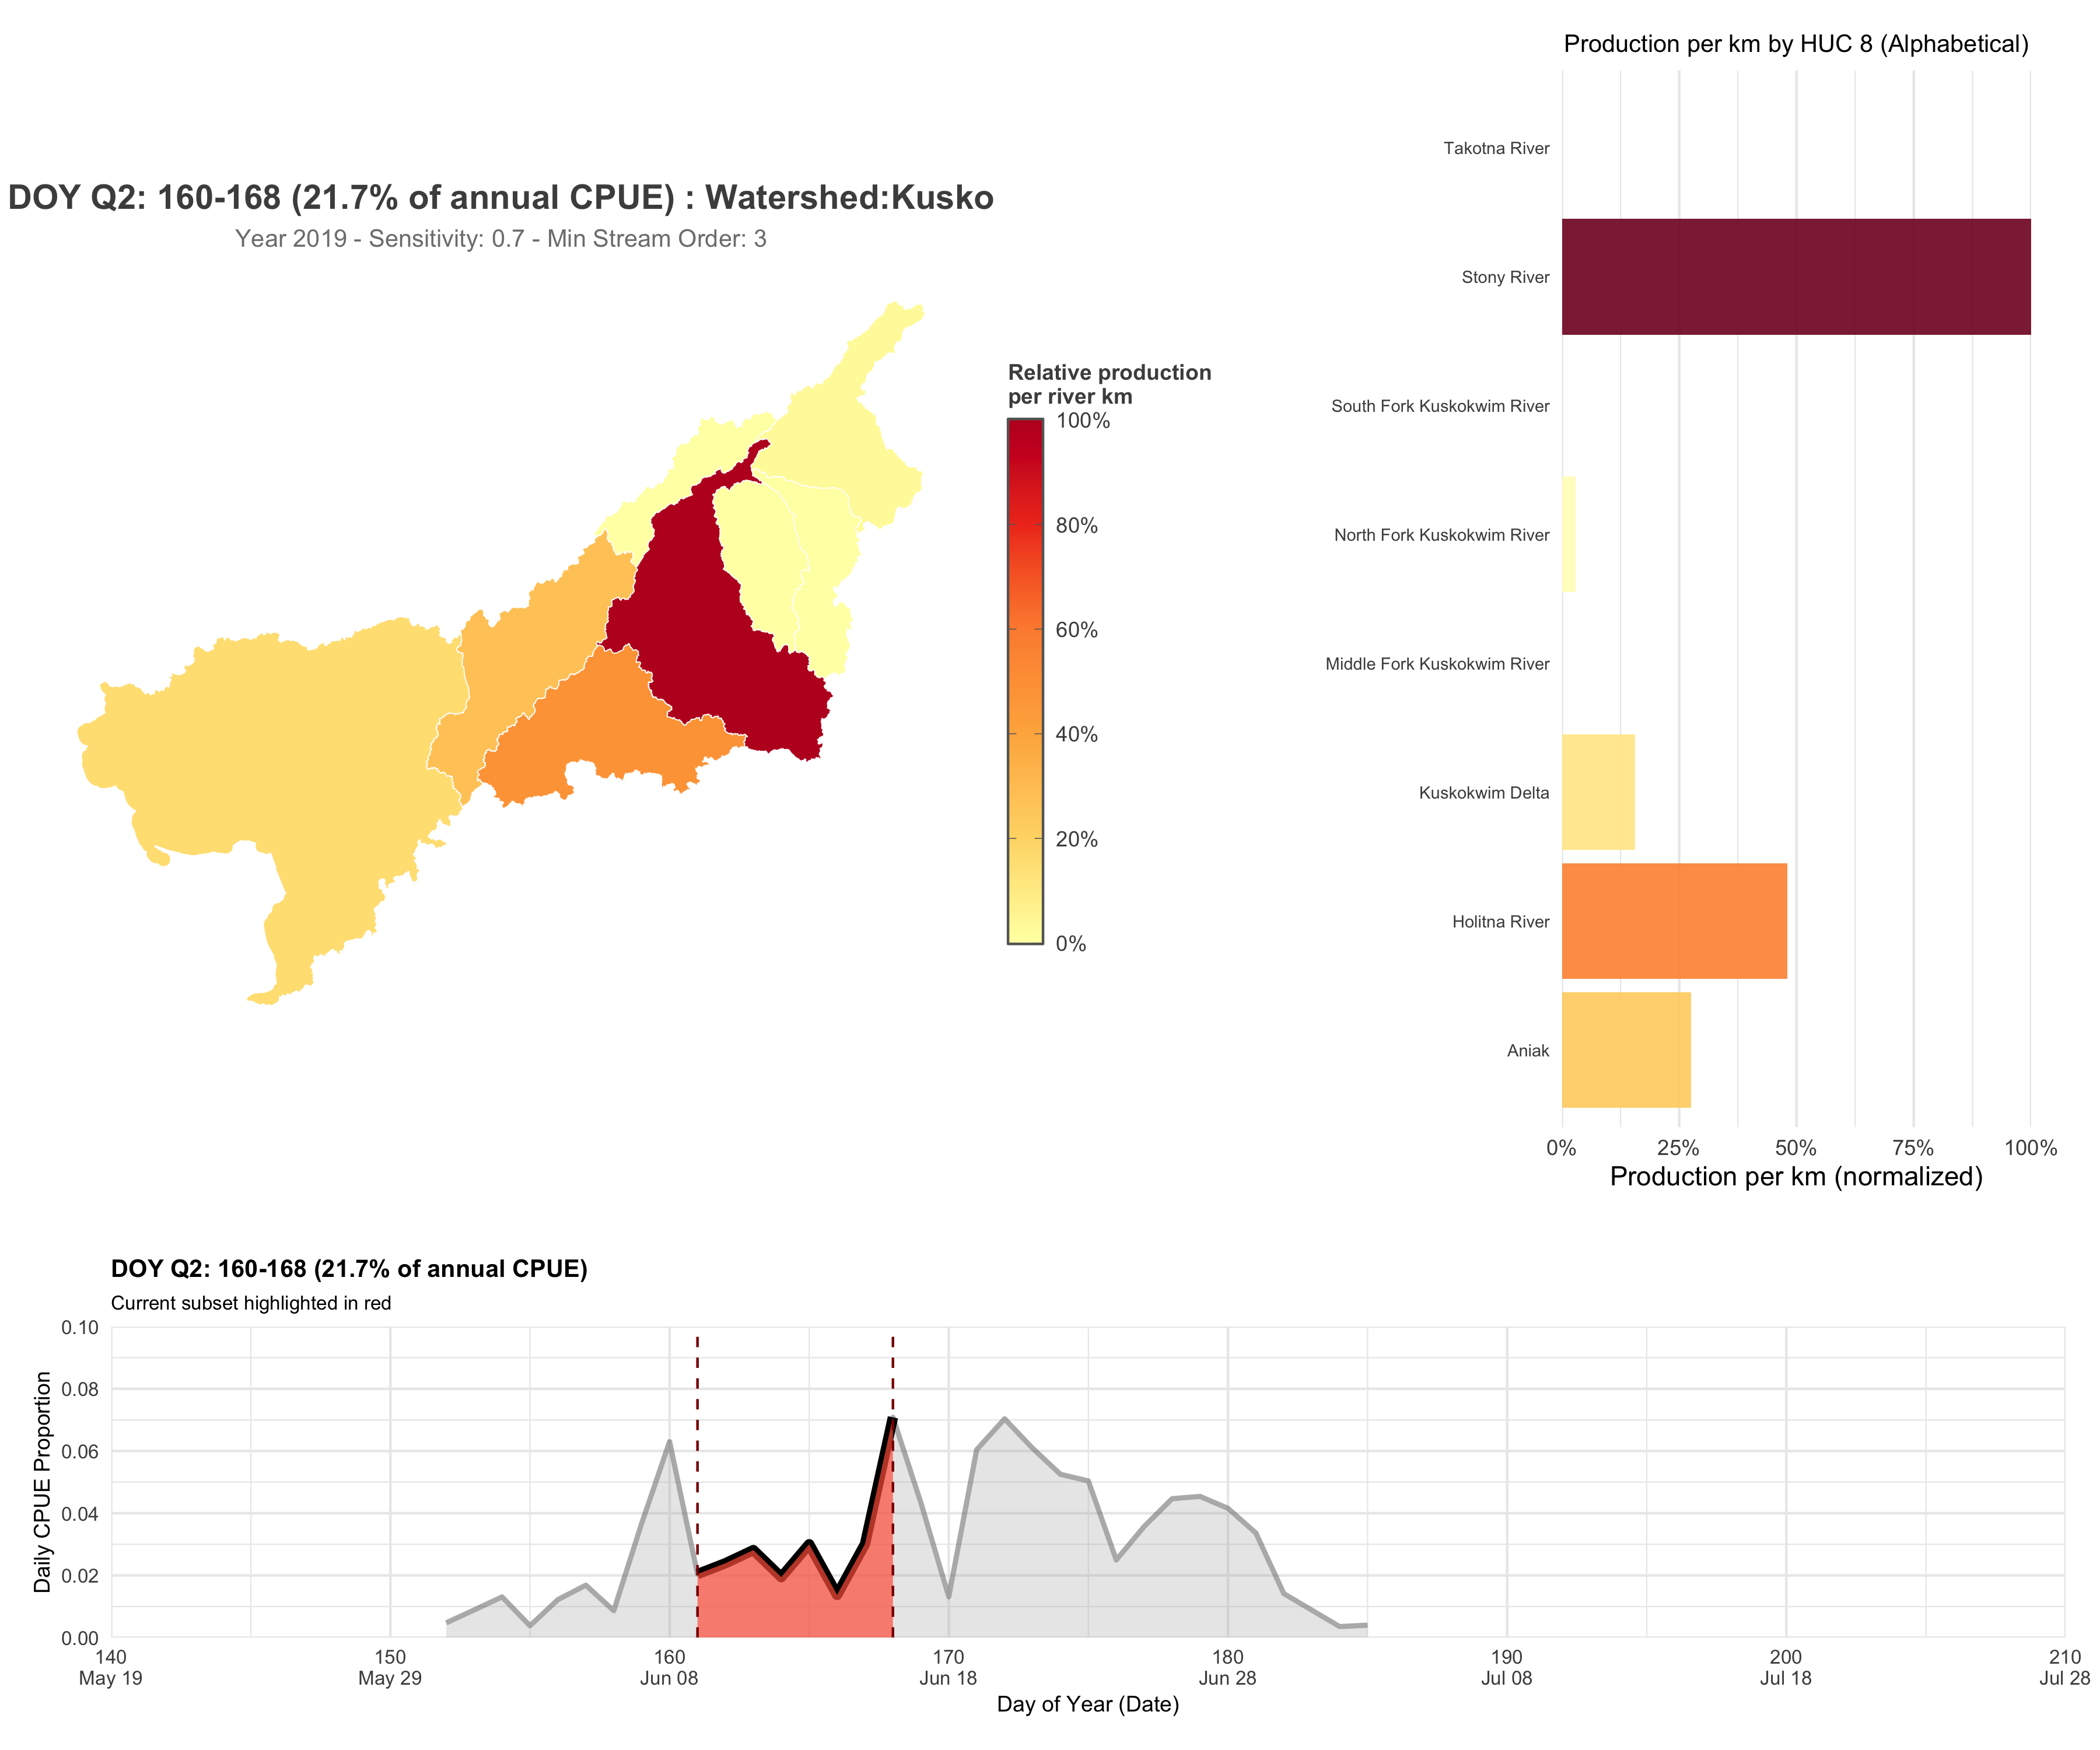 Production per km by HUC 8 (Alphabetical)
DOY Q2: 160-168 (21.7% of annual CPUE) : Watershed:Kusko
Year 2019 - Sensitivity: 0.7 - Min Stream Order: 3
Relative production
per river km
100%
80%
60%
40%
20%
0%
Takotna River
Stony River
South Fork Kuskokwim River
North Fork Kuskokwim River
Middle Fork Kuskokwim River
Kuskokwim Delta
Holitna River
Aniak
0% 25% 50% 75% 100%
Production per km (normalized)
DOY Q2: 160-168 (21.7% of annual CPUE)
Current subset highlighted in red
Daily CPUE Proportion
0.10
0.08
0.06
0.04
0.02
0.00
140 150 160 170 180 190 200 210
May 19 May 29 Jun 08 Jun 18 Jun 28 Jul 08 Jul 18 Jul 28
Day of Year (Date)